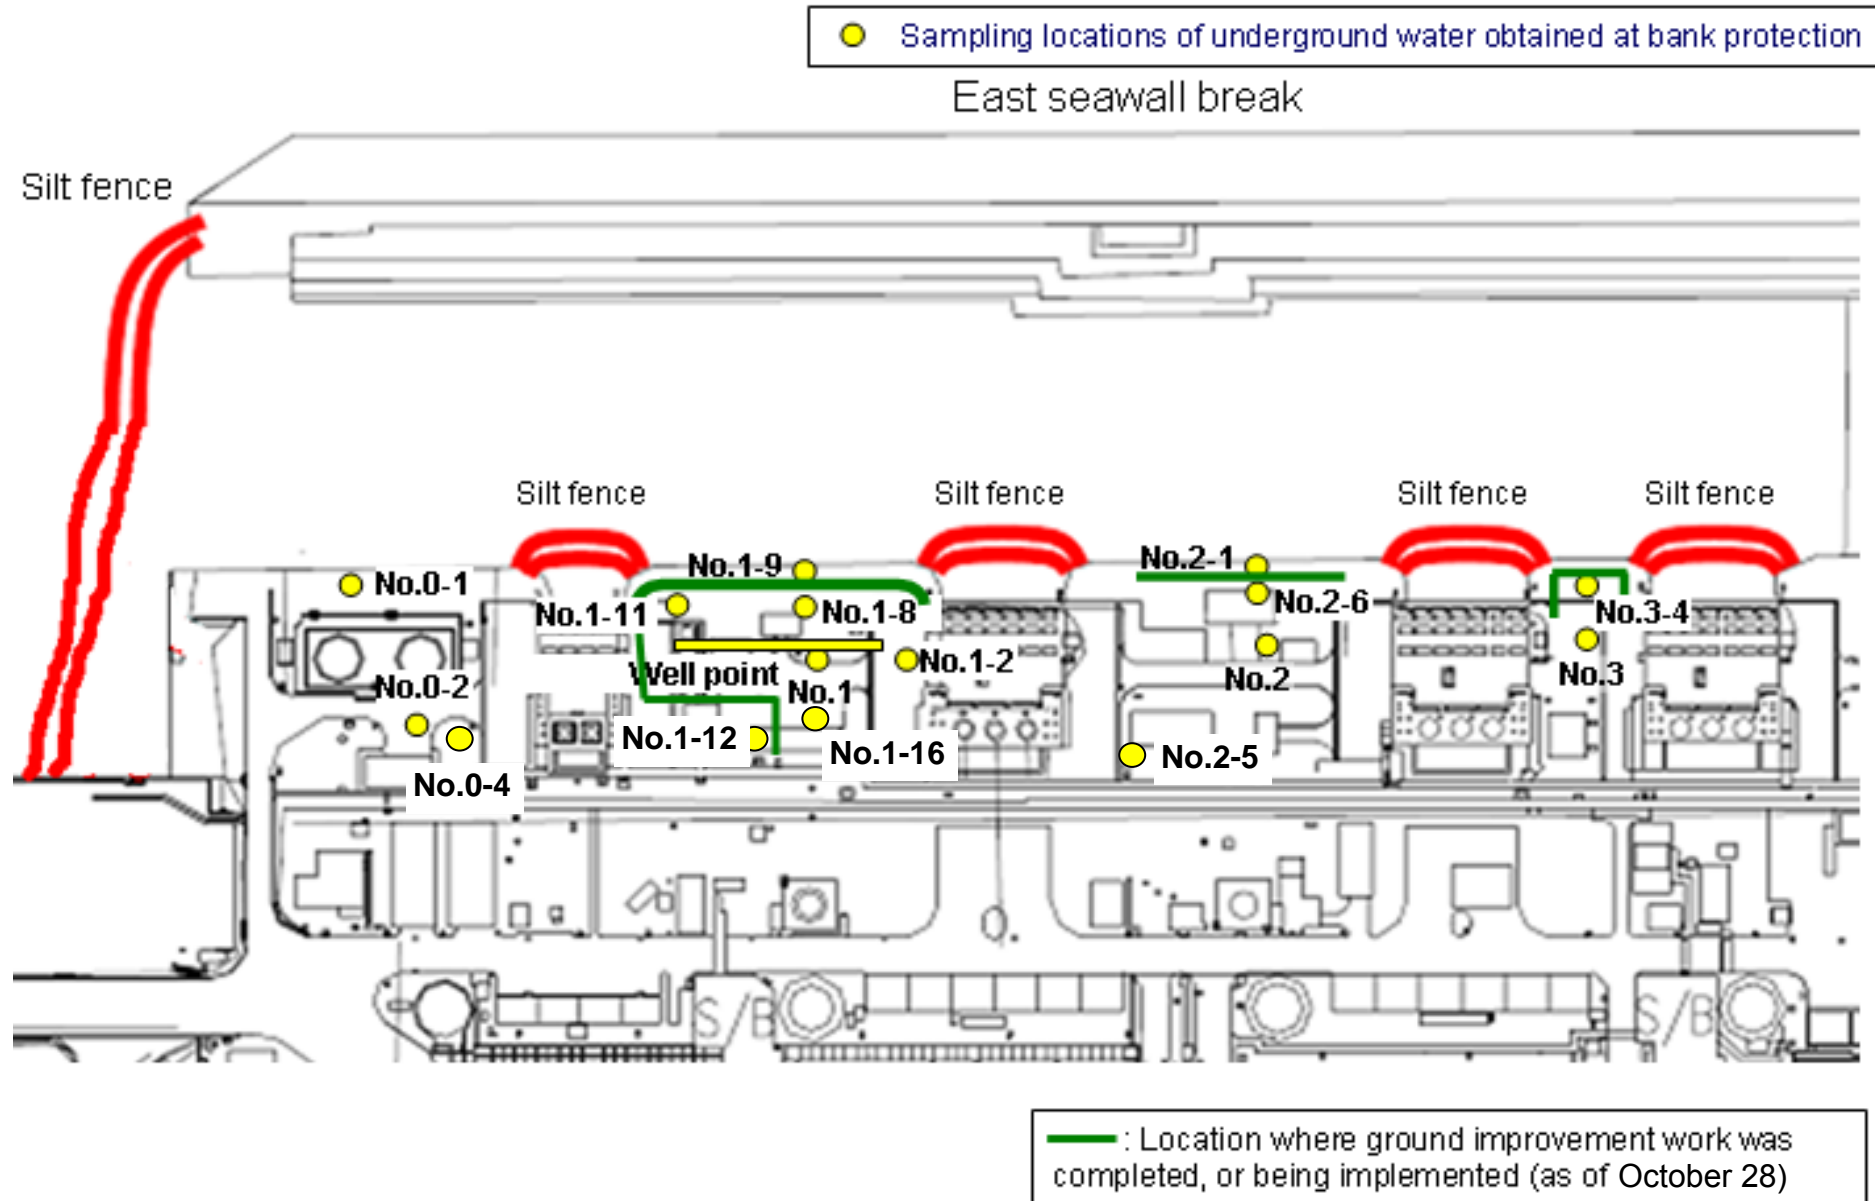 Sampling locations of underground water obtained at bank protection
East seawall break
Silt fence
Silt fence
Silt fence
Silt fence
Silt fence
No.0-1
No.1-9
No.2-1
No.1-11
No.1-8
No.2-6
No.3-4
No.0-2
Well point
No.1
No.1-2
No.2
No.3
No.1-12
No.1-16
No.2-5
No.0-4
S/B
S/B
: Location where ground improvement work was
completed, or being implemented (as of October 28)